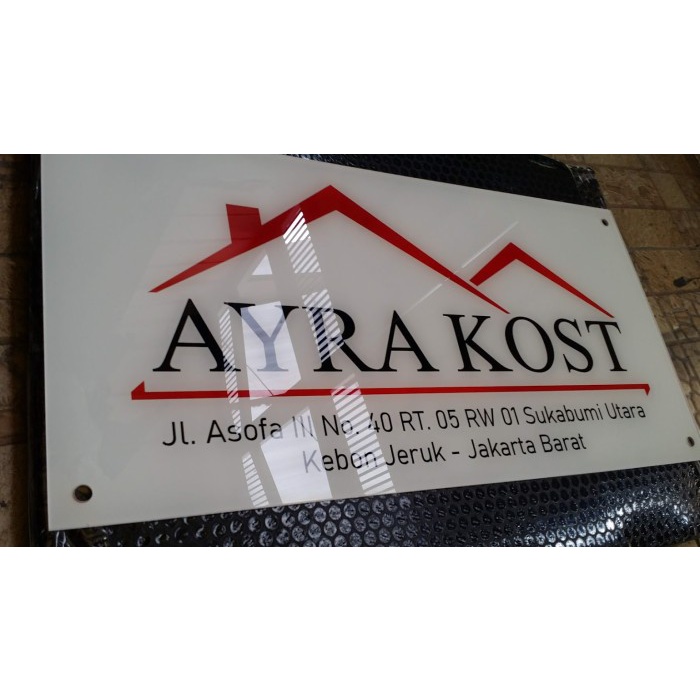 AYRA KOST
Jl. Asofa III No. 40 RT. 05 RW 01 Sukabumi Utara
Kebon Jeruk - Jakarta Barat